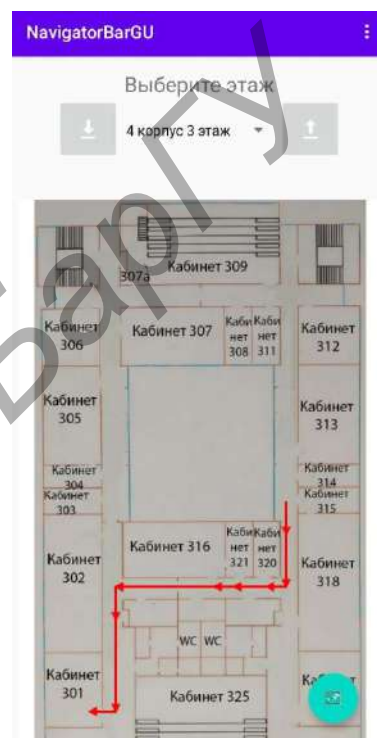 NavigatorBarGU
Выберите этаж
4 корпус 3 этаж
307а
Кабинет 309
Кабинет
306
Кабинет 307
Каби
нет
308
Каби
нет
311
Кабинет
312
Кабинет
305
Кабинет
313
Кабинет
304
Кабинет
314
Кабинет
303
Кабинет
315
Кабинет
302
Кабинет 316
Каби
нет
321
Каби
нет
320
Кабинет
318
WC WC
Кабинет
301
Кабинет 325
БарГУ